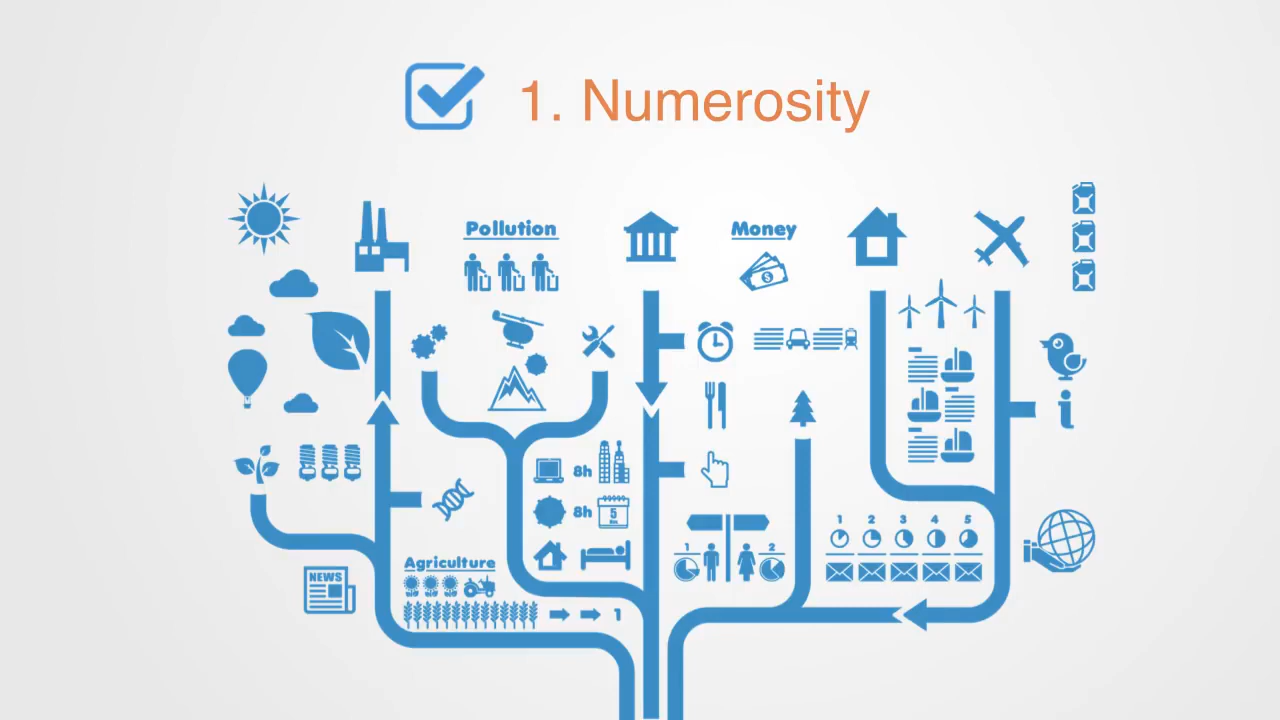 1. Numerosity
Pollution
Money
$
i
8h
8h
5
1 2
1 2 3 4 5
Agriculture
NEWS
1